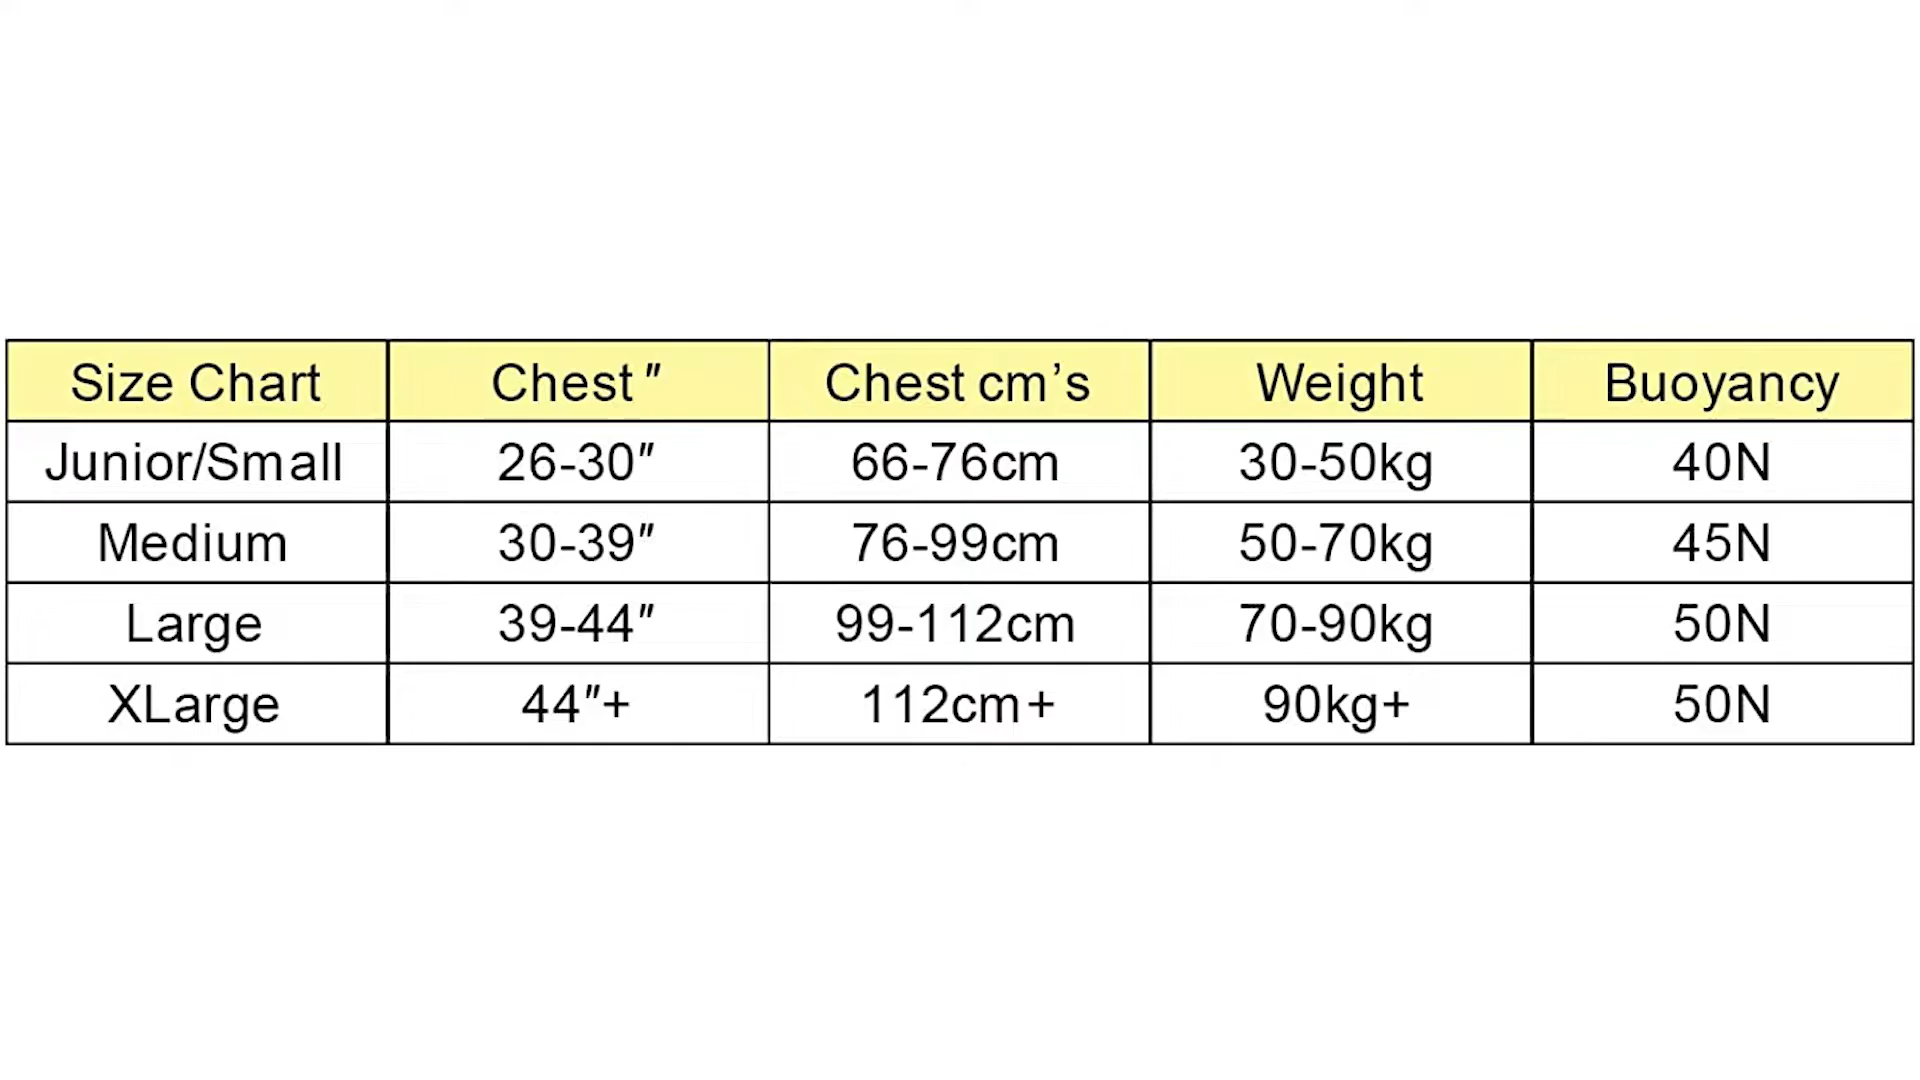 Size Chart Chest " Chest cm’s Weight Buoyancy
Junior/Small 26-30" 66-76cm 30-50kg 40N
Medium 30-39" 76-99cm 50-70kg 45N
Large 39-44" 99-112cm 70-90kg 50N
XLarge 44"+ 112cm+ 90kg+ 50N